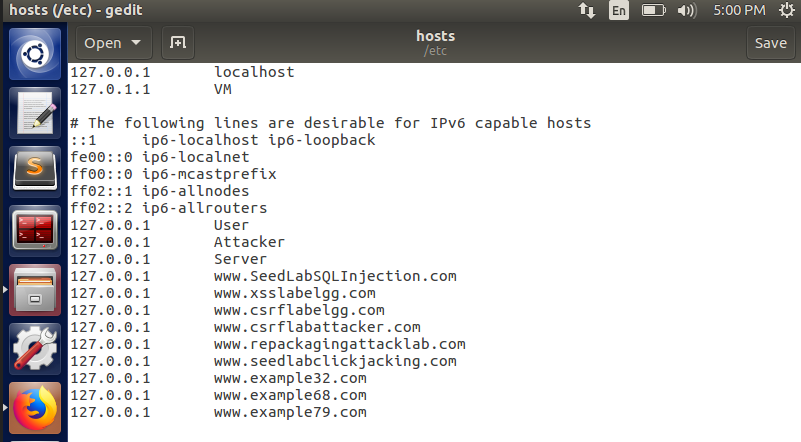 hosts (/etc) - gedit
En
5:00 PM
Open
hosts
/etc
Save
127.0.0.1 localhost
127.0.1.1 VM
# The following lines are desirable for IPv6 capable hosts
::1 ip6-localhost ip6-loopback
fe00::0 ip6-localnet
ff00::0 ip6-mcastprefix
ff02::1 ip6-allnodes
ff02::2 ip6-allrouters
127.0.0.1 User
127.0.0.1 Attacker
127.0.0.1 Server
127.0.0.1 www.SeedLabSQLInjection.com
127.0.0.1 www.xsslabelgg.com
127.0.0.1 www.csrflabelgg.com
127.0.0.1 www.csrflabattacker.com
127.0.0.1 www.repackagingattacklab.com
127.0.0.1 www.seedlabclickjacking.com
127.0.0.1 www.example32.com
127.0.0.1 www.example68.com
127.0.0.1 www.example79.com